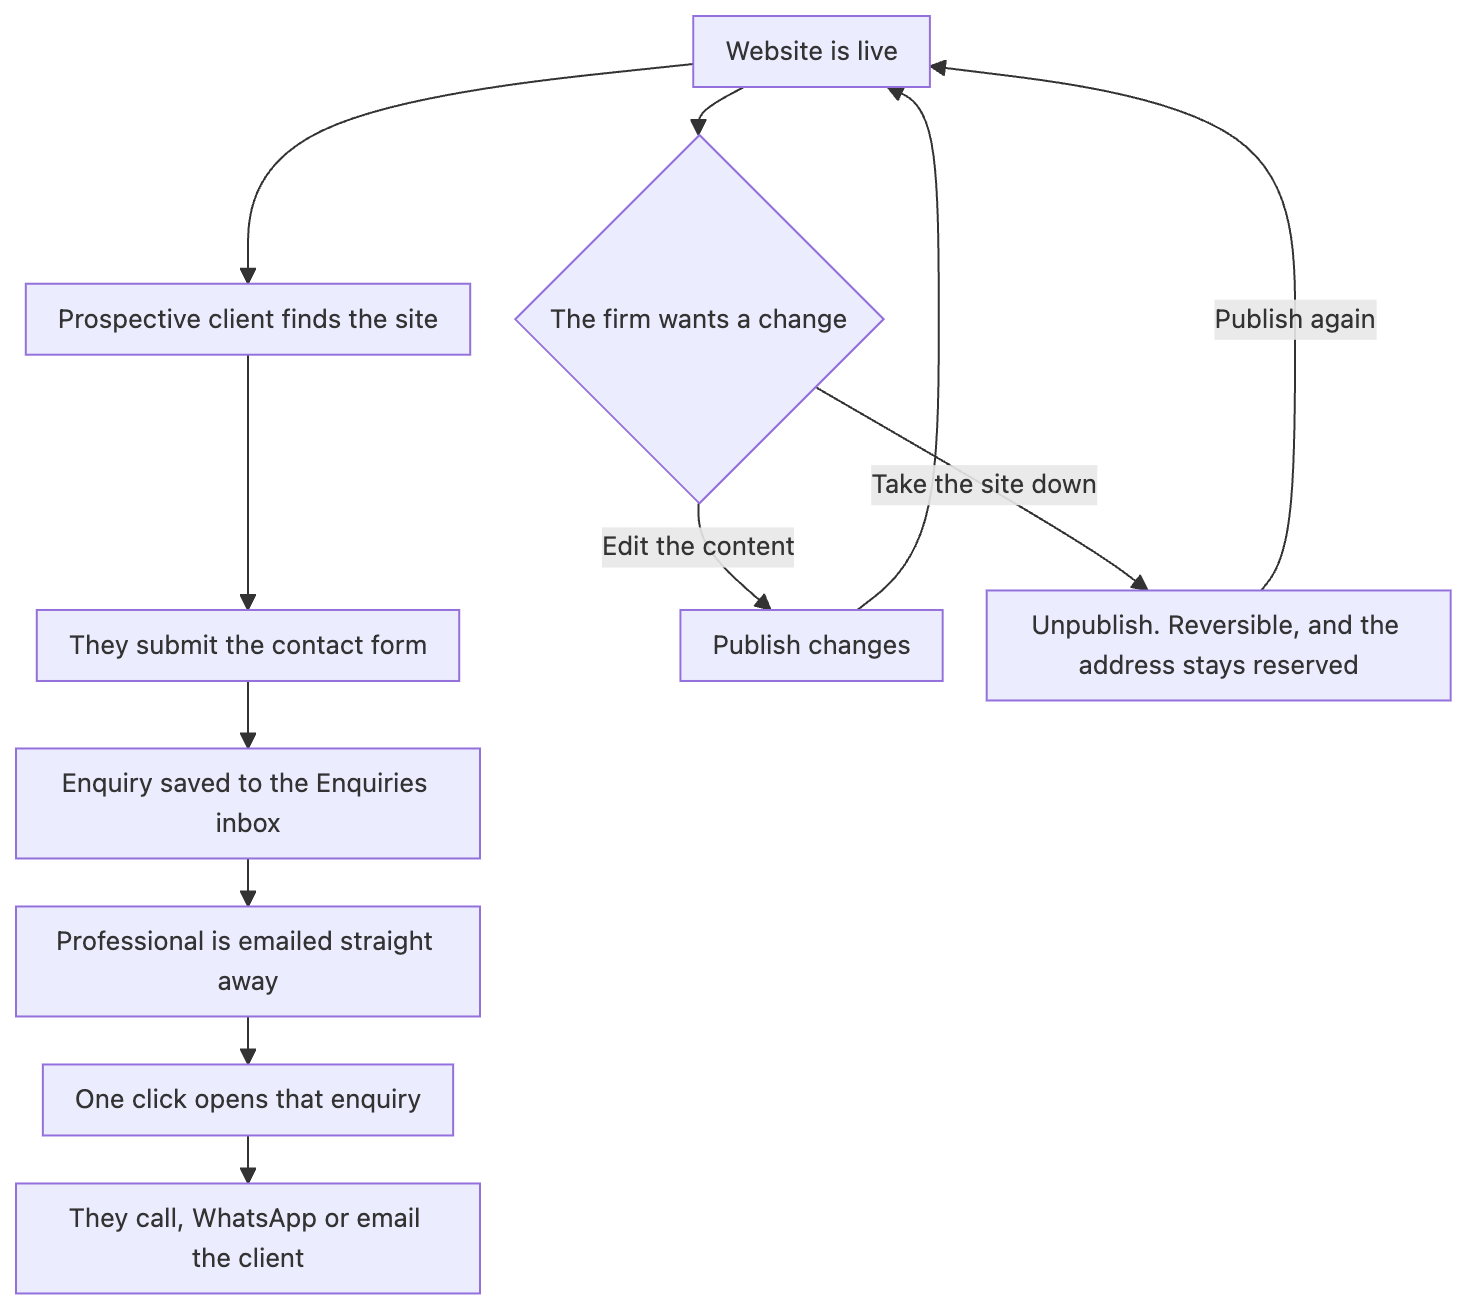 Website is live
Prospective client finds the site
The firm wants a change
Publish again
Take the site down
Edit the content
They submit the contact form
Publish changes
Unpublish. Reversible, and the
address stays reserved
Enquiry saved to the Enquiries
inbox
Professional is emailed straight
away
One click opens that enquiry
They call, WhatsApp or email
the client